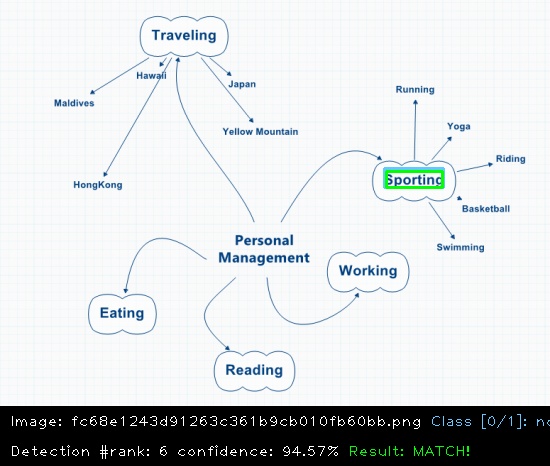 Traveling
Hawaii
Japan
Maldives
Yellow Mountain
HongKong
Running
Yoga
Riding
Sporting
Basketball
Swimming
Personal
Management
Working
Eating
Reading
Image: fc68e1243d91263c361b9cb010fb60bb.png Class [0/1]:
Detection #rank: 6 confidence: 94.57% Result: MATCH!